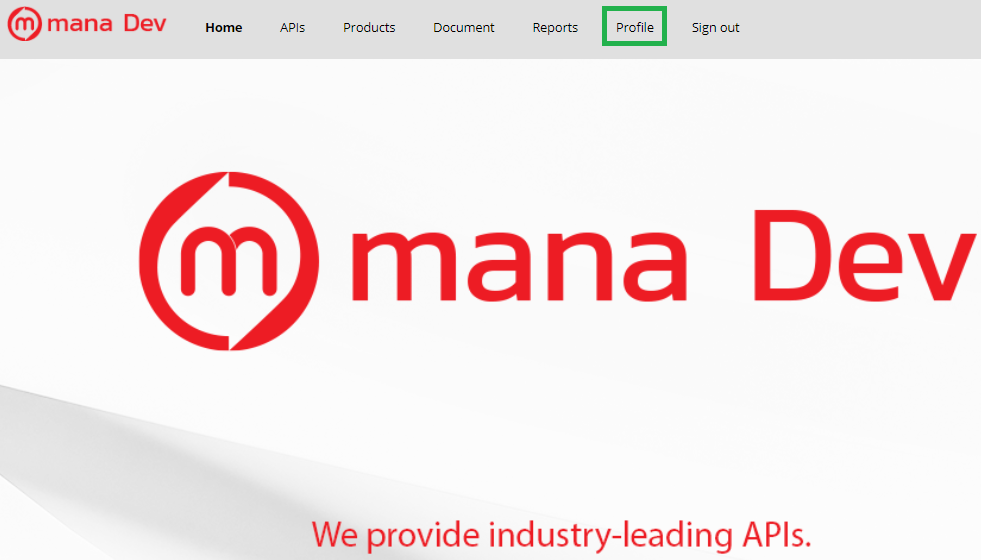 m mana Dev Home APIs Products Document Reports Profile Sign out
m mana Dev
We provide industry-leading APIs.